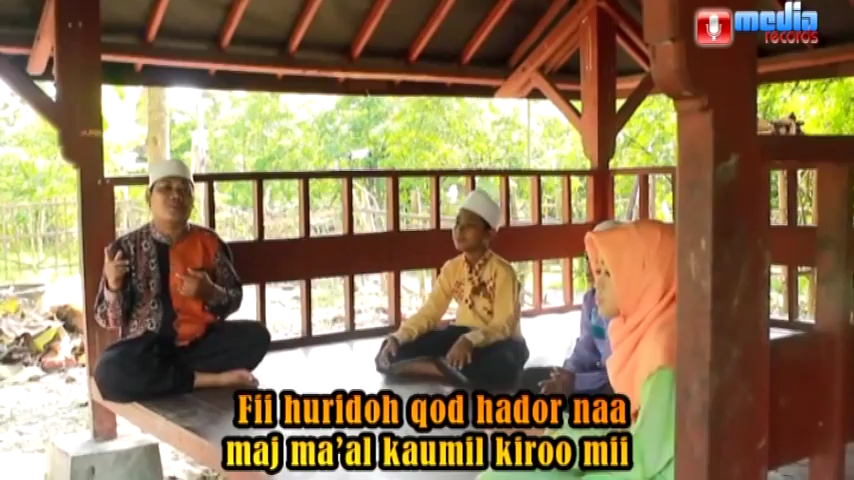 media
records
Fii huridoh qod hador naa
maj ma'al kaumil kiroo mii